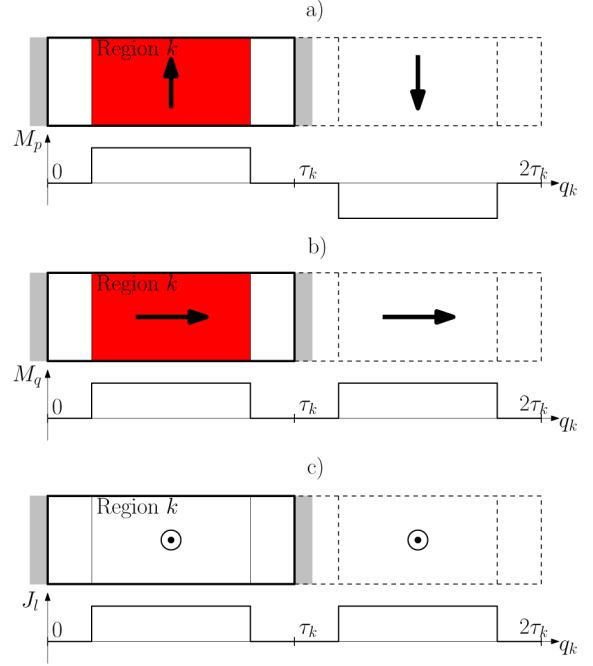 a)
Region k
M_p
0
τ_k
2τ_k
q_k
b)
Region k
M_q
0
τ_k
2τ_k
q_k
c)
Region k
J_l
0
τ_k
2τ_k
q_k